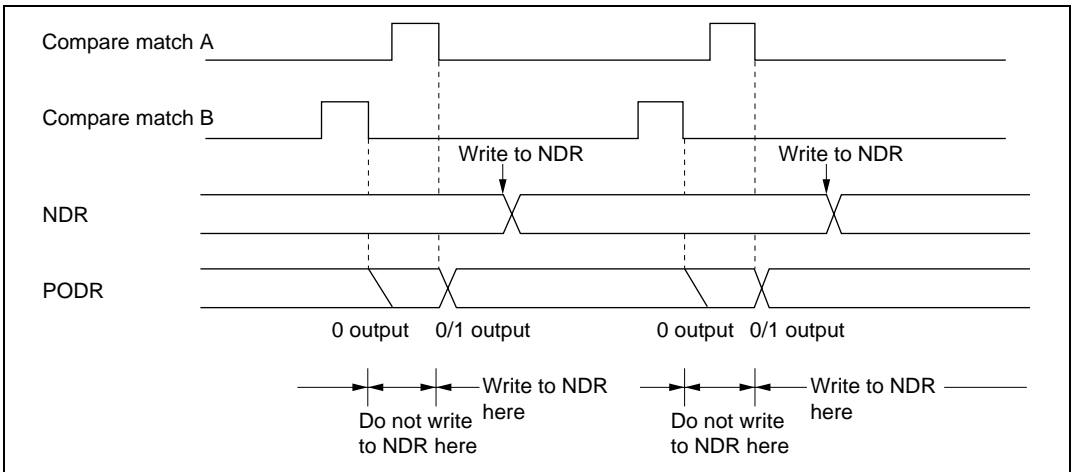 Compare match A
Compare match B
Write to NDR
Write to NDR
NDR
PODR
0 output
0/1 output
0 output
0/1 output
Write to NDR
here
Do not write
to NDR here
Write to NDR
here
Do not write
to NDR here